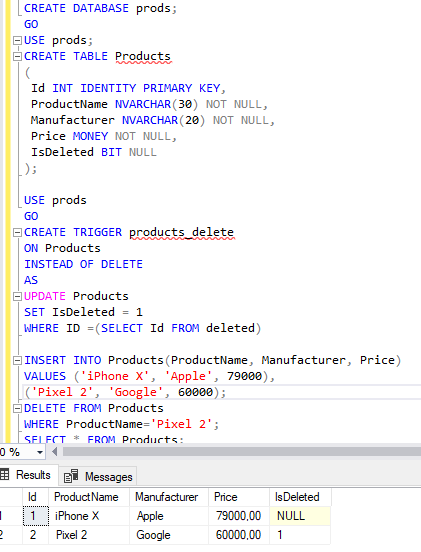 CREATE DATABASE prods;
GO
USE prods;
CREATE TABLE Products
(
Id INT IDENTITY PRIMARY KEY,
ProductName NVARCHAR(30) NOT NULL,
Manufacturer NVARCHAR(20) NOT NULL,
Price MONEY NOT NULL,
IsDeleted BIT NULL
);
USE prods
GO
CREATE TRIGGER products_delete
ON Products
INSTEAD OF DELETE
AS
UPDATE Products
SET IsDeleted = 1
WHERE ID =(SELECT Id FROM deleted)
INSERT INTO Products(ProductName, Manufacturer, Price)
VALUES ('iPhone X', 'Apple', 79000),
('Pixel 2', 'Google', 60000);
DELETE FROM Products
WHERE ProductName='Pixel 2';
SELECT * FROM Products;
0 %
Results Messages
Id ProductName Manufacturer Price IsDeleted
1 1 iPhone X Apple 79000,00 NULL
2 2 Pixel 2 Google 60000,00 1